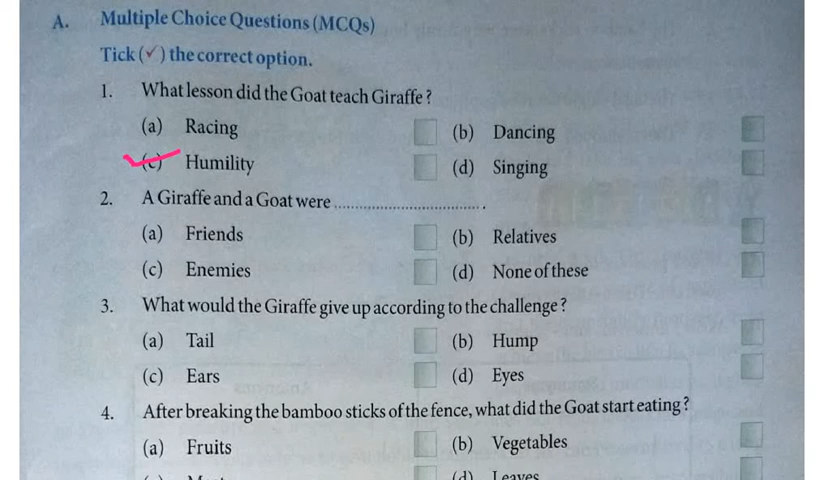 A. Multiple Choice Questions (MCQs)
Tick (✓) the correct option.
1. What lesson did the Goat teach Giraffe?
(a) Racing (b) Dancing
(c) Humility (d) Singing
2. A Giraffe and a Goat were ................................ .
(a) Friends (b) Relatives
(c) Enemies (d) None of these
3. What would the Giraffe give up according to the challenge?
(a) Tail (b) Hump
(c) Ears (d) Eyes
4. After breaking the bamboo sticks of the fence, what did the Goat start eating?
(a) Fruits (b) Vegetables
(d) Leaves